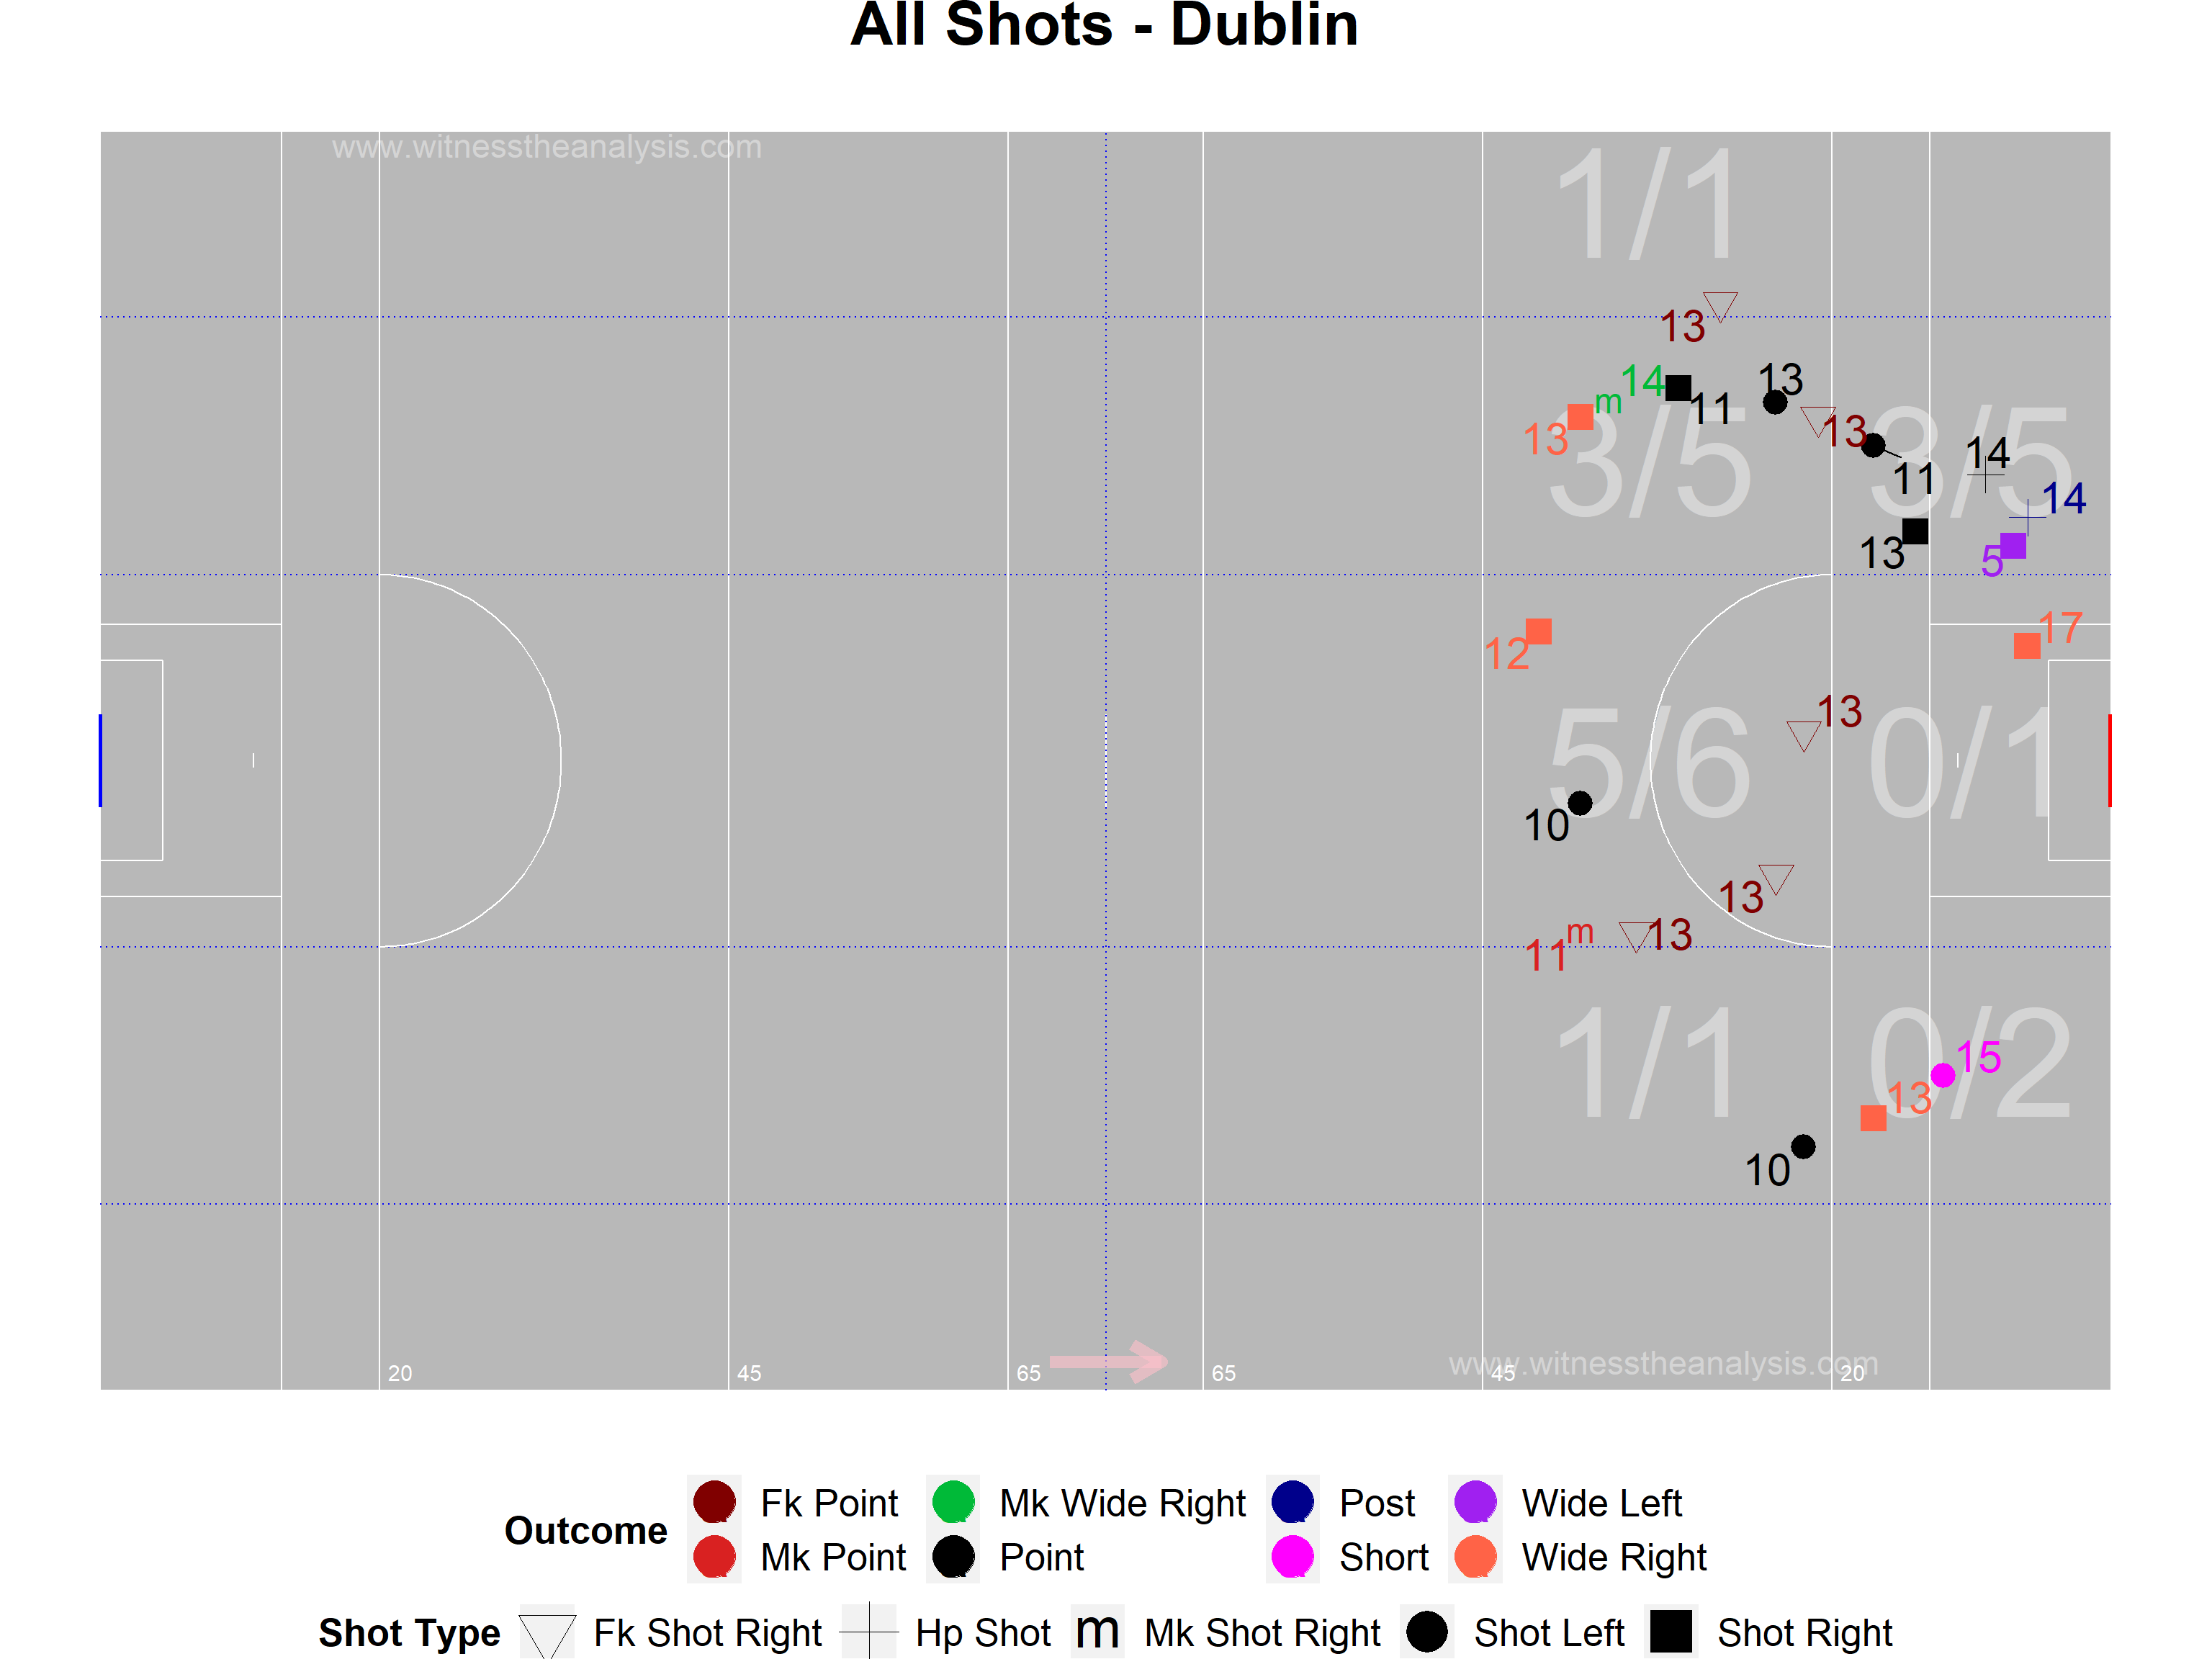 All Shots - Dublin
www.witnesstheanalysis.com
1/1
13
14
m
13
11
13
13
3/5
3/5
13
11
14
14
13
5
12
17
13
5/6
0/1
10
13
13
m
11
1/1
0/2
15
13
10
www.witnesstheanalysis.com
20
45
65
65
45
20
Outcome
Fk Point
Mk Wide Right
Post
Wide Left
Mk Point
Point
Short
Wide Right
Shot Type
Fk Shot Right
Hp Shot
m
Mk Shot Right
Shot Left
Shot Right